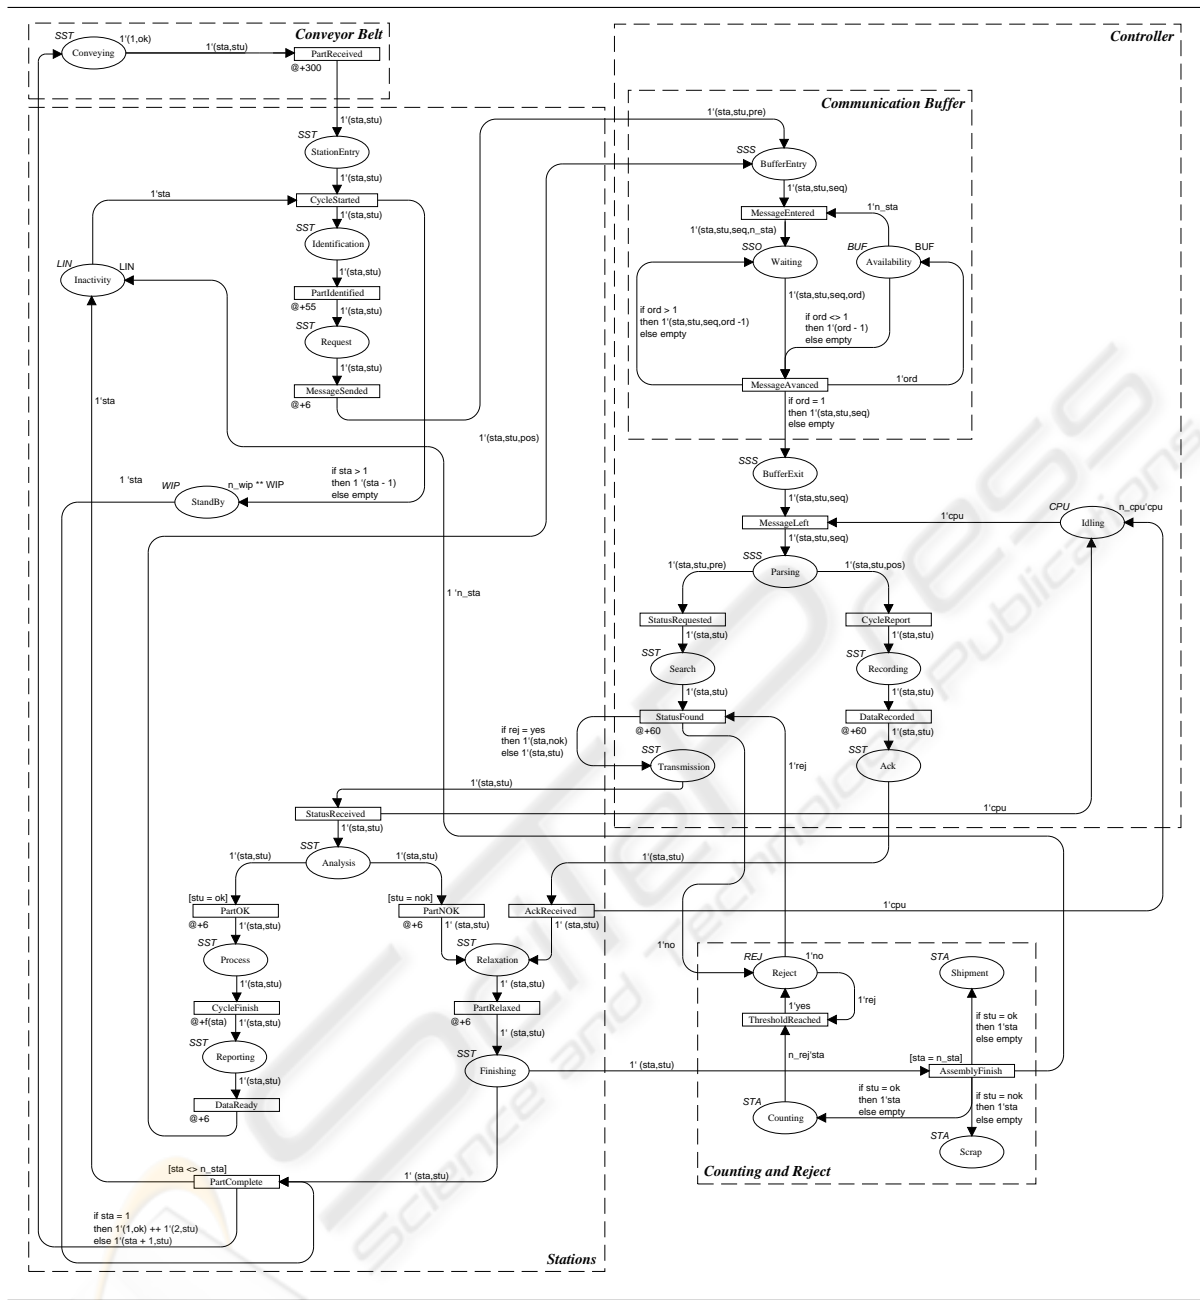 Conveyor Belt
SST
1'(1,ok)
Conveying
1'(sta,stu)
PartReceived
@+300
1'(sta,stu)
SST
StationEntry
1'(sta,stu)
1'sta
CycleStarted
1'(sta,stu)
SST
Identification
LIN
LIN
Inactivity
1'(sta,stu)
PartIdentified
@+55
1'(sta,stu)
SST
Request
1'(sta,stu)
MessageSended
@+6
1'sta
1'(sta,stu,pos)
1 'sta
WIP
n_wip ** WIP
StandBy
if sta > 1
then 1 '(sta - 1)
else empty
1 'n_sta
Controller
Communication Buffer
1'(sta,stu,pre)
SSS
BufferEntry
1'(sta,stu,seq)
MessageEntered
1'n_sta
1'(sta,stu,seq,n_sta)
SSO
Waiting
BUF
BUF
Availability
1'(sta,stu,seq,ord)
if ord > 1
then 1'(sta,stu,seq,ord -1)
else empty
if ord <> 1
then 1'(ord - 1)
else empty
MessageAvanced
1'ord
if ord = 1
then 1'(sta,stu,seq)
else empty
SSS
BufferExit
1'(sta,stu,seq)
MessageLeft
1'cpu
CPU
n_cpu'cpu
Idling
1'(sta,stu,seq)
SSS
Parsing
1'(sta,stu,pre)
1'(sta,stu,pos)
StatusRequested
CycleReport
1'(sta,stu)
1'(sta,stu)
SST
Search
SST
Recording
1'(sta,stu)
1'(sta,stu)
StatusFound
@+60
DataRecorded
@+60
1'(sta,stu)
if rej = yes
then 1'(sta,nok)
else 1'(sta,stu)
SST
Transmission
SST
Ack
1'rej
1'(sta,stu)
StatusReceived
1'cpu
1'(sta,stu)
SST
Analysis
1'(sta,stu)
1'(sta,stu)
1'(sta,stu)
[stu = ok]
PartOK
@+6
[stu = nok]
PartNOK
@+6
AckReceived
1'cpu
1'(sta,stu)
1' (sta,stu)
1' (sta,stu)
SST
Process
SST
Relaxation
1'(sta,stu)
1' (sta,stu)
CycleFinish
@+f(sta)
PartRelaxed
@+6
1'(sta,stu)
1' (sta,stu)
SST
Reporting
SST
Finishing
1' (sta,stu)
1'(sta,stu)
DataReady
@+6
1'no
REJ
1'no
Reject
1'rej
1'yes
ThresholdReached
n_rej'sta
STA
Shipment
if stu = ok
then 1'sta
else empty
[sta = n_sta]
AssemblyFinish
if stu = ok
then 1'sta
else empty
if stu = nok
then 1'sta
else empty
STA
Counting
STA
Scrap
Counting and Reject
[sta <> n_sta]
PartComplete
1' (sta,stu)
if sta = 1
then 1'(1,ok) ++ 1'(2,stu)
else 1'(sta + 1,stu)
Stations
SciTePress
Science and Technology Publications